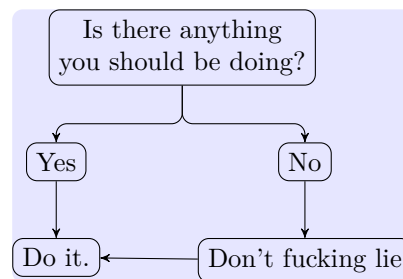 Is there anything
you should be doing?
Yes
No
Do it.
Don't fucking lie